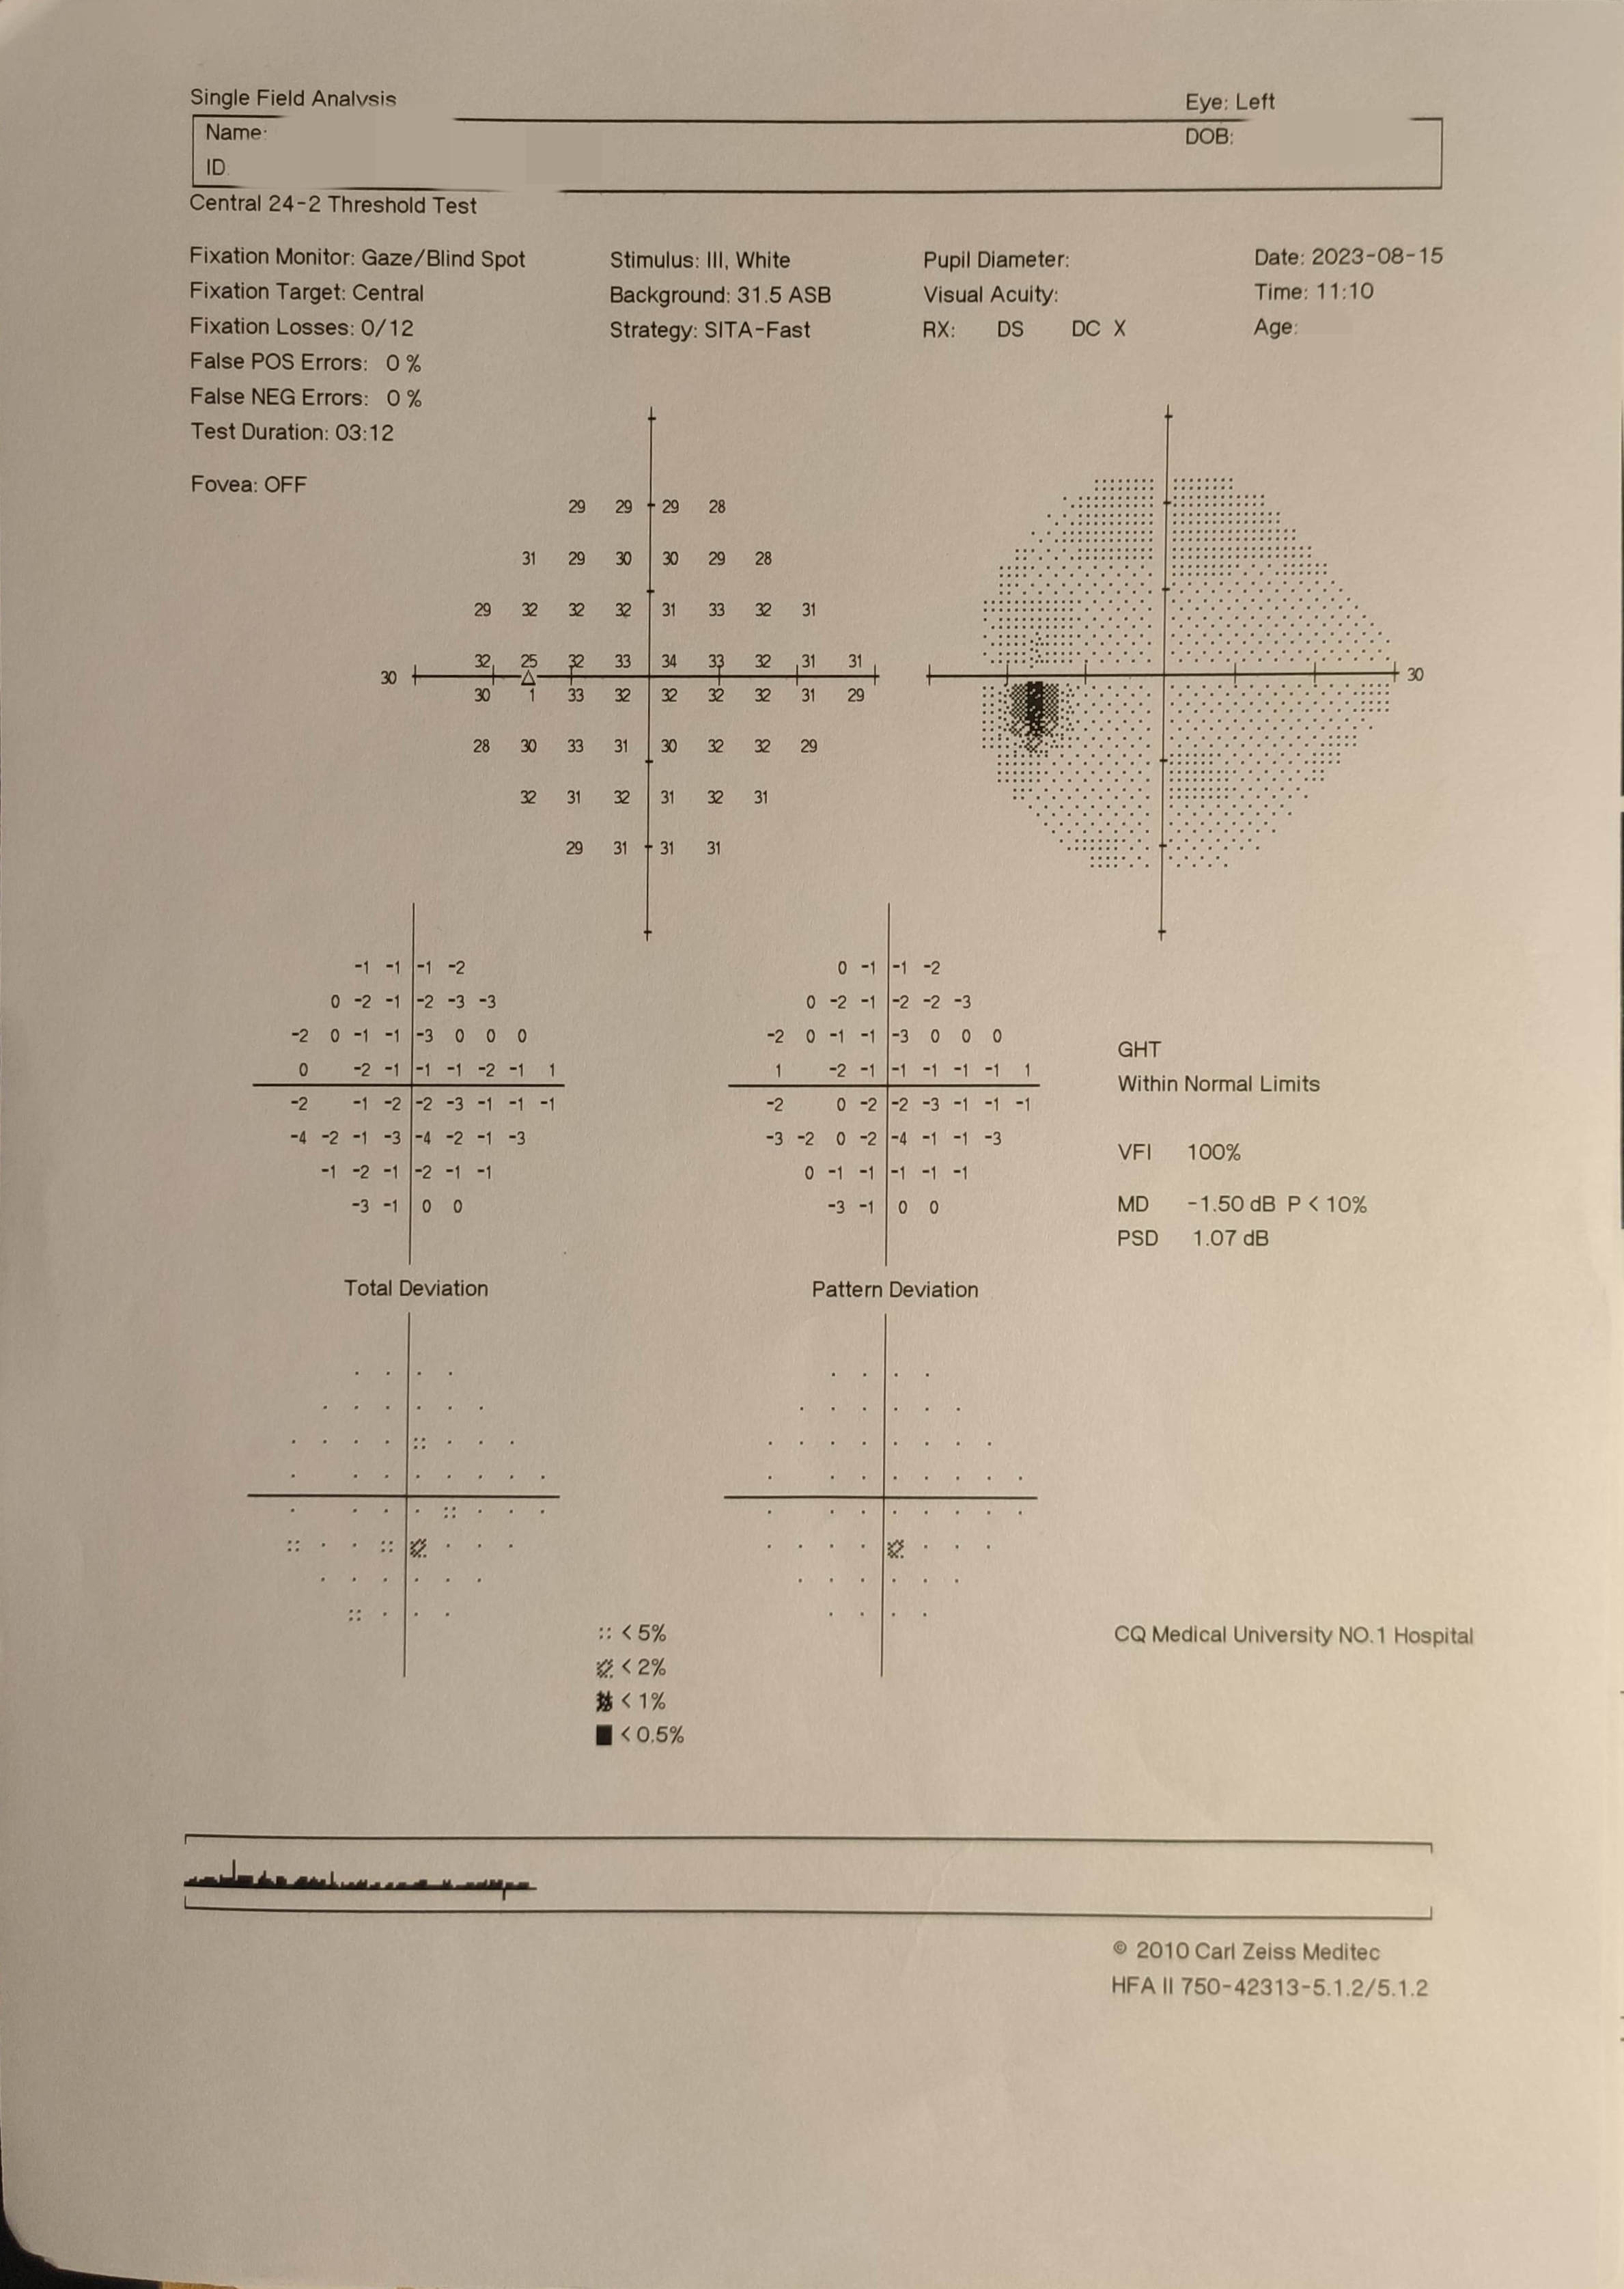 Single Field Analysis
Eye: Left
Name:
DOB:
ID
Central 24-2 Threshold Test
Fixation Monitor: Gaze/Blind Spot
Stimulus: III, White
Pupil Diameter:
Date: 2023-08-15
Fixation Target: Central
Background: 31.5 ASB
Visual Acuity:
Time: 11:10
Fixation Losses: 0/12
Strategy: SITA-Fast
RX: DS DC X
Age:
False POS Errors: 0 %
False NEG Errors: 0 %
Test Duration: 03:12
Fovea: OFF
29 29 29 28
31 29 30 30 29 28
29 32 32 32 31 33 32 31
32 25 32 33 34 33 32 31 31
30
30
30 1 33 32 32 32 32 31 29
28 30 33 31 30 32 32 29
32 31 32 31 32 31
29 31 31 31
-1 -1 -1 -2
0 -2 -1 -2 -3 -3
-2 0 -1 -1 -3 0 0 0
0 -2 -1 -1 -1 -2 -1 1
-2 -1 -2 -2 -3 -1 -1 -1
-4 -2 -1 -3 -4 -2 -1 -3
-1 -2 -1 -2 -1 -1
-3 -1 0 0
Total Deviation
0 -1 -1 -2
0 -2 -1 -2 -2 -3
-2 0 -1 -1 -3 0 0 0
1 -2 -1 -1 -1 -1 -1 1
-2 0 -2 -2 -3 -1 -1 -1
-3 -2 0 -2 -4 -1 -1 -3
0 -1 -1 -1 -1 -1
-3 -1 0 0
Pattern Deviation
GHT
Within Normal Limits
VFI 100%
MD -1.50 dB P < 10%
PSD 1.07 dB
< 5%
< 2%
< 1%
< 0.5%
CQ Medical University NO.1 Hospital
© 2010 Carl Zeiss Meditec
HFA II 750-42313-5.1.2/5.1.2